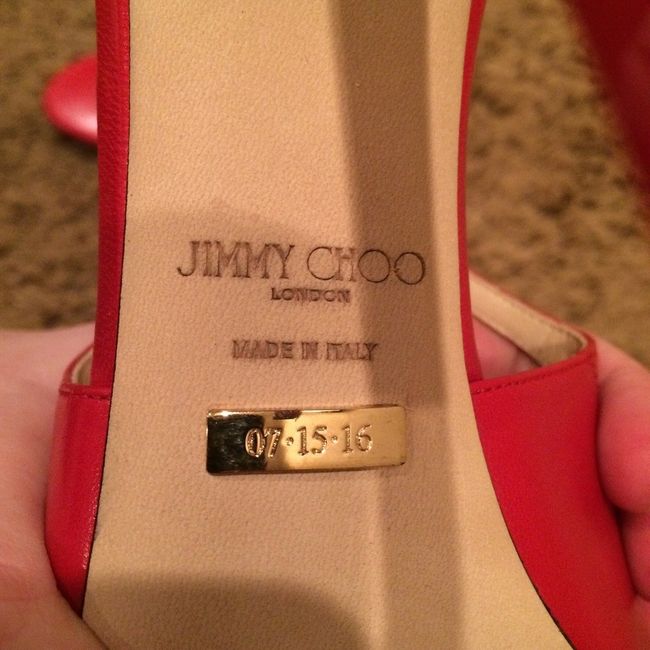 JIMMY CHOO
LONDON
MADE IN ITALY
07·15·16